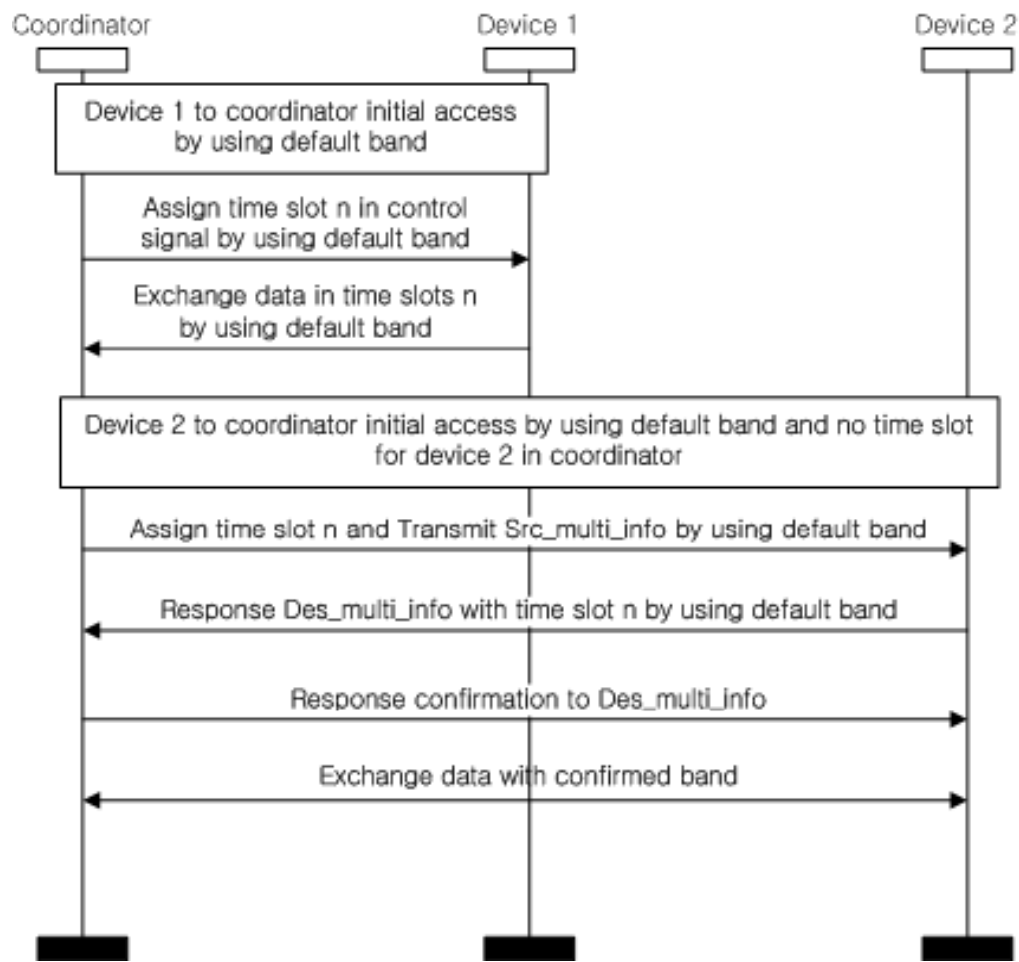 Coordinator
Device 1
Device 2
Device 1 to coordinator initial access
by using default band
Assign time slot n in control
signal by using default band
Exchange data in time slots n
by using default band
Device 2 to coordinator initial access by using default band and no time slot
for device 2 in coordinator
Assign time slot n and Transmit Src_multi_info by using default band
Response Des_multi_info with time slot n by using default band
Response confirmation to Des_multi_info
Exchange data with confirmed band